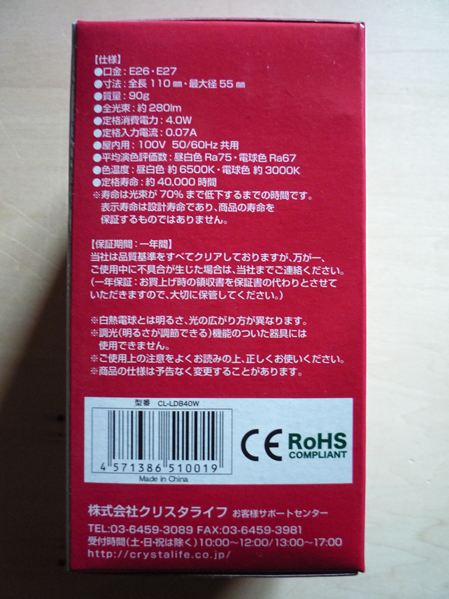 【仕様】
●口金：E26・E27
●寸法：全長 110 ㎜・最大径 55 ㎜
●質量：90g
●全光束：約 280lm
●定格消費電力：4.0W
●定格入力電流：0.07A
●屋内用：100V 50/60Hz 共用
●平均演色評価数：昼白色 Ra75・電球色 Ra67
●色温度：昼白色 約 6500K・電球色 約 3000K
●定格寿命：約 40,000 時間
※寿命は光束が 70% まで低下するまでの時間です。
表示寿命は設計寿命であり、商品の寿命を
保証するものではありません。
【保証期間：一年間】
当社は品質基準をすべてクリアしておりますが、万が一、
ご使用中に不具合が生じた場合は、当社までご連絡ください。
(一年保証：お買上げ時の領収書を保証書の代わりとさせて
いただきますので、大切に保管してください。)
※白熱電球とは明るさ、光の広がり方が異なります。
※調光(明るさが調節できる)機能のついた器具には
使用できません。
※ご使用上の注意をよくお読みの上、正しくお使いください。
※商品の仕様は予告なく変更することがあります。
型番 CL-LDB40W
4 571386 510019
Made in China
CE RoHS
COMPLIANT
株式会社クリスタライフ お客様サポートセンター
TEL:03-6459-3089 FAX:03-6459-3981
受付時間(土・日・祝は除く)10:00~12:00/13:00~17:00
http://crystalife.co.jp/